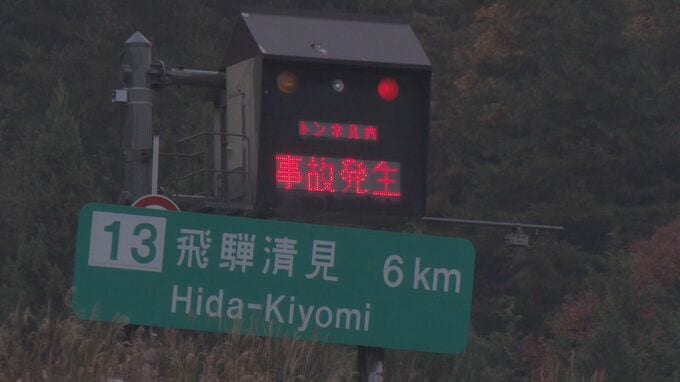 トンネル内
事故発生
13 飛騨清見 6 km
Hida-Kiyomi